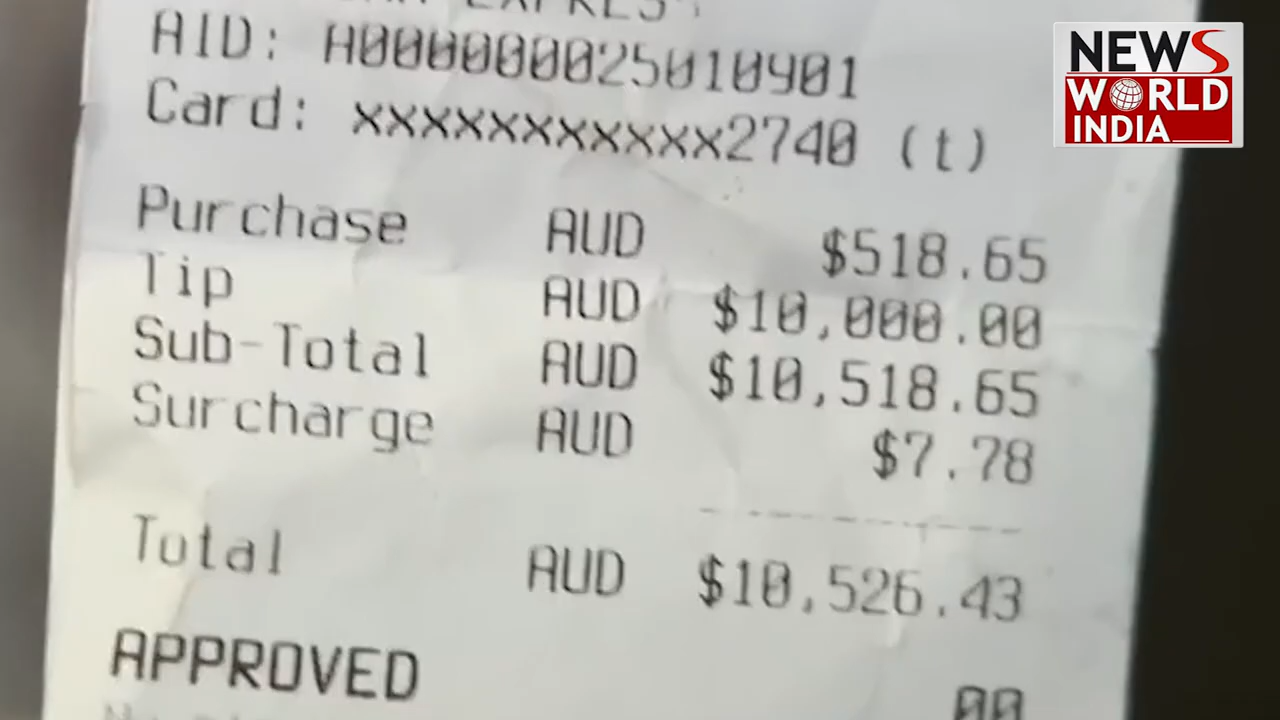 AID: A000000025010901
Card: xxxxxxxxxxxx2740 (t)
Purchase AUD $518.65
Tip AUD $10,000.00
Sub-Total AUD $10,518.65
Surcharge AUD $7.78
Total AUD $10,526.43
APPROVED 00
NEWS
WORLD
INDIA